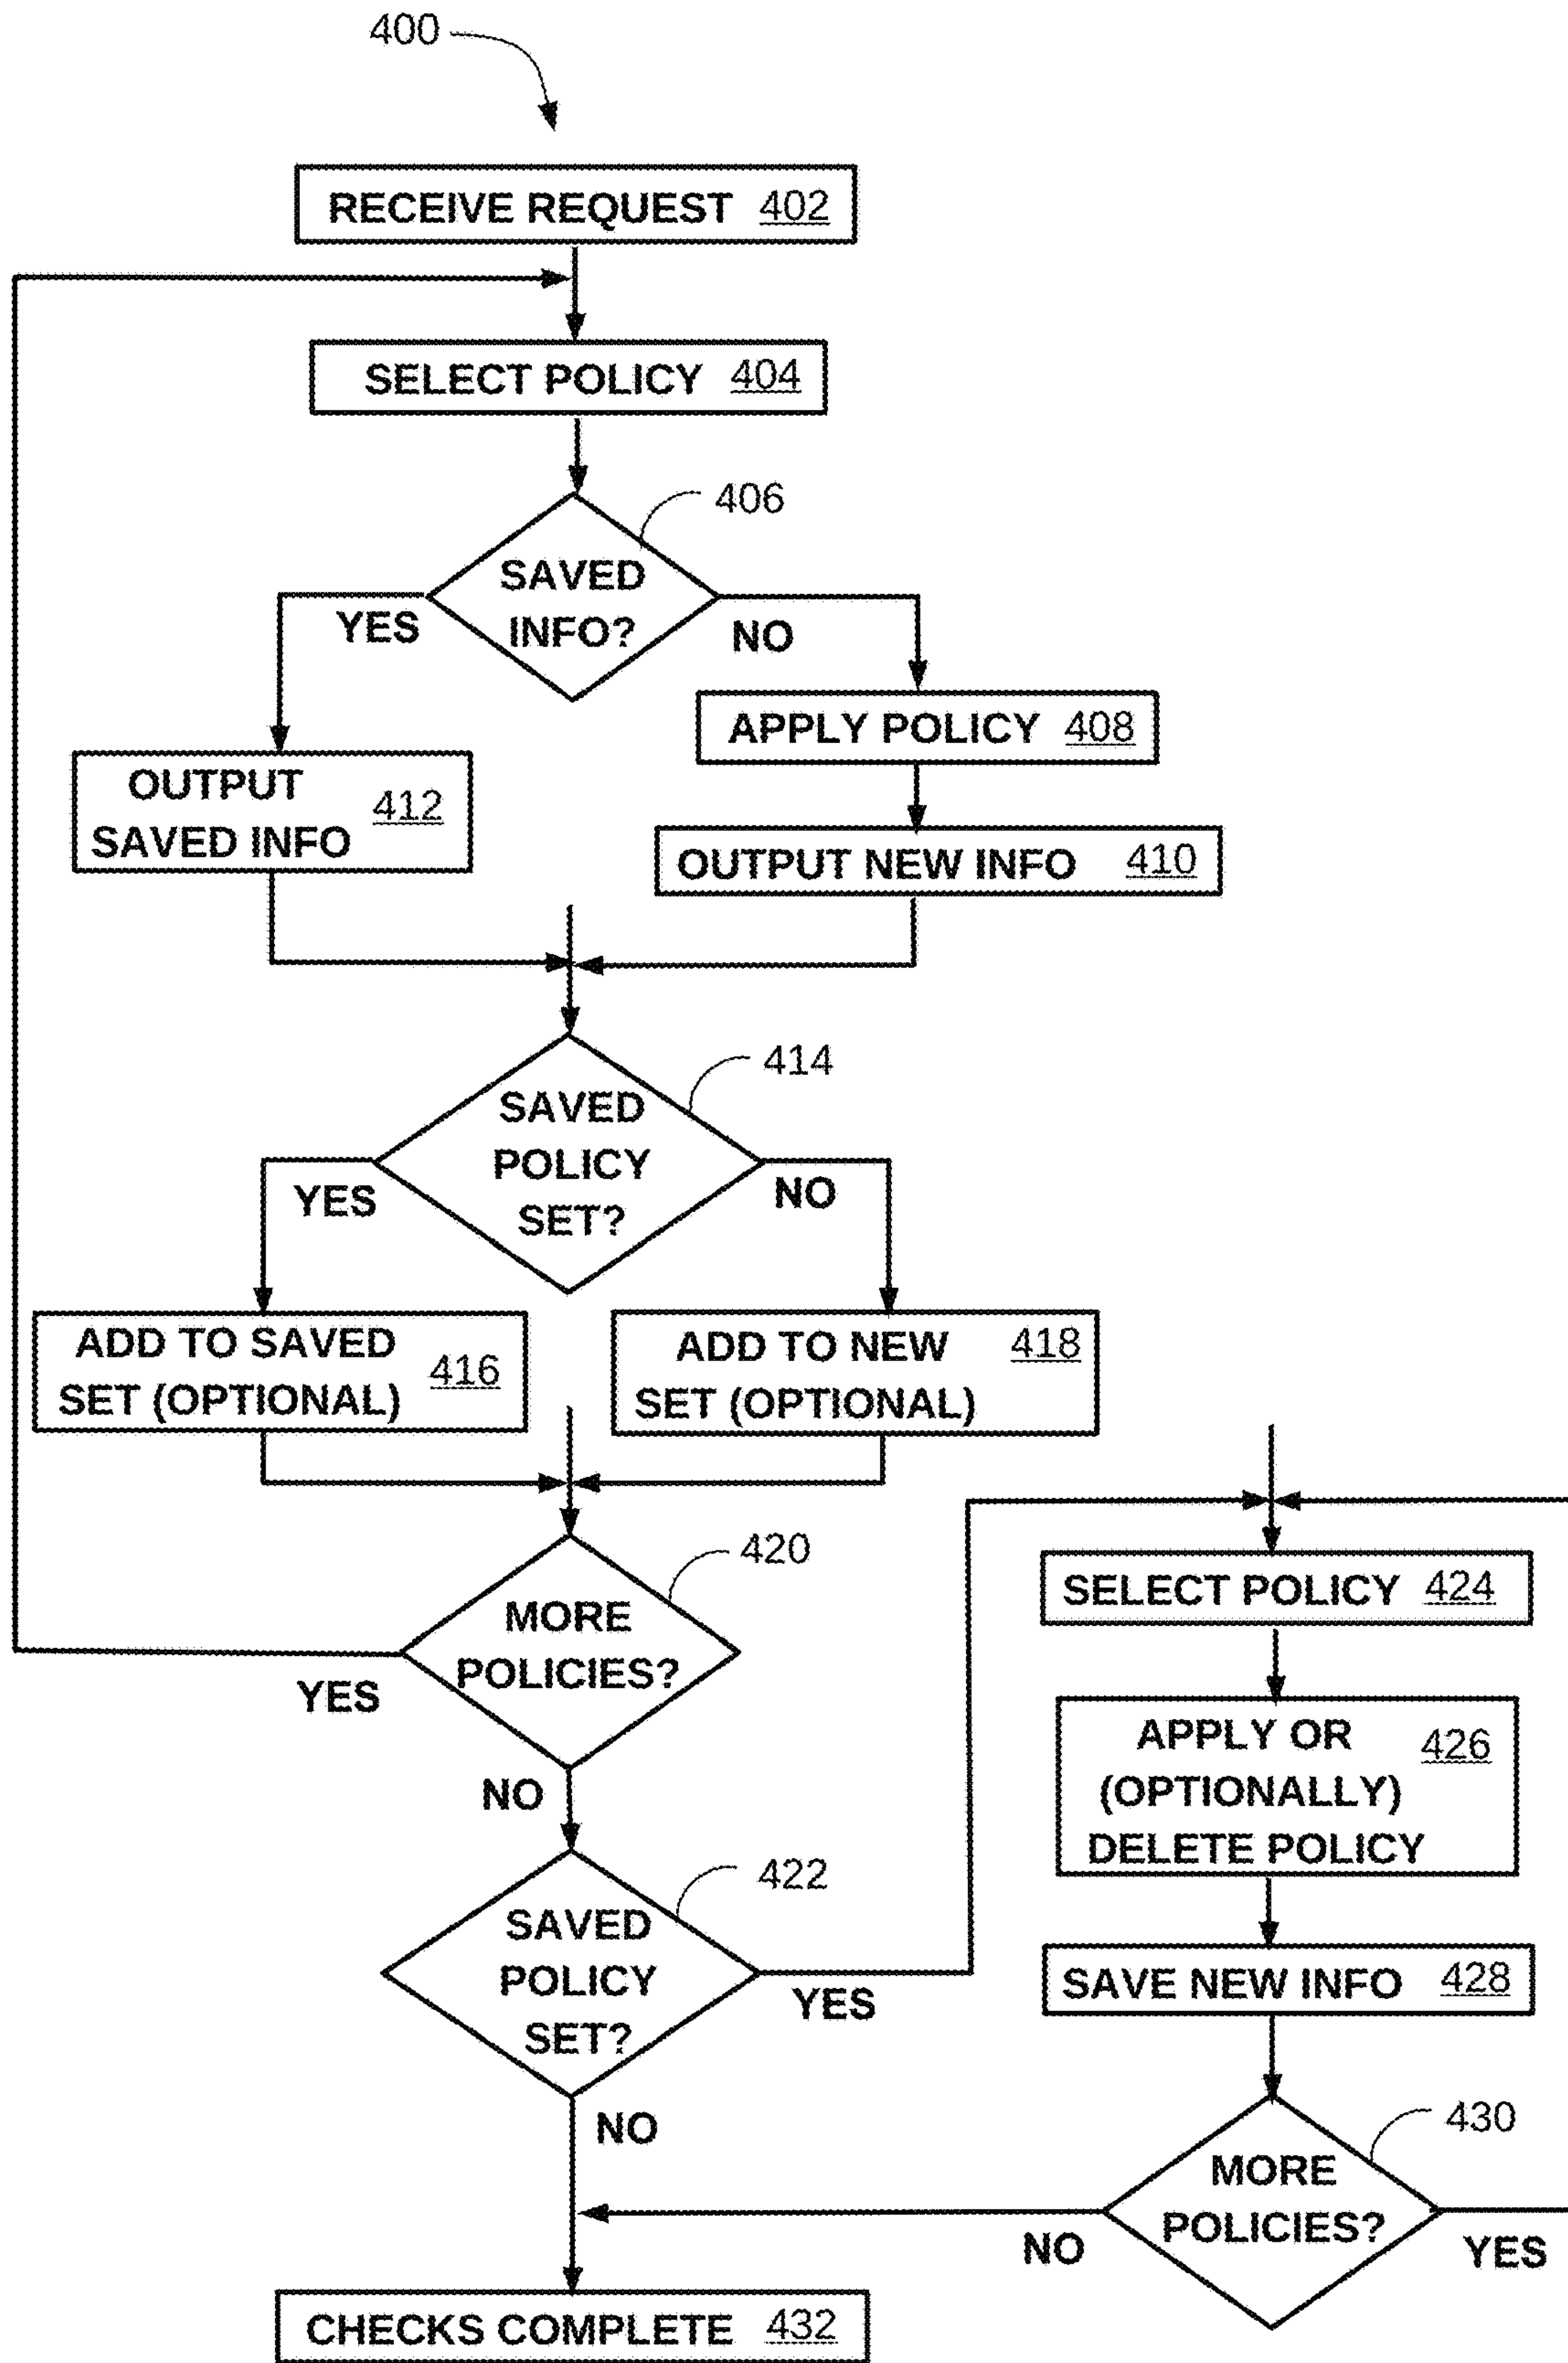 400
RECEIVE REQUEST 402
SELECT POLICY 404
406
SAVED
INFO?
YES
NO
APPLY POLICY 408
OUTPUT
SAVED INFO
412
OUTPUT NEW INFO 410
414
SAVED
POLICY
SET?
YES
NO
ADD TO SAVED
SET (OPTIONAL)
416
ADD TO NEW
SET (OPTIONAL)
418
420
MORE
POLICIES?
YES
NO
422
SAVED
POLICY
SET?
YES
NO
SELECT POLICY 424
APPLY OR
(OPTIONALLY)
DELETE POLICY
426
SAVE NEW INFO 428
430
MORE
POLICIES?
NO
YES
CHECKS COMPLETE 432